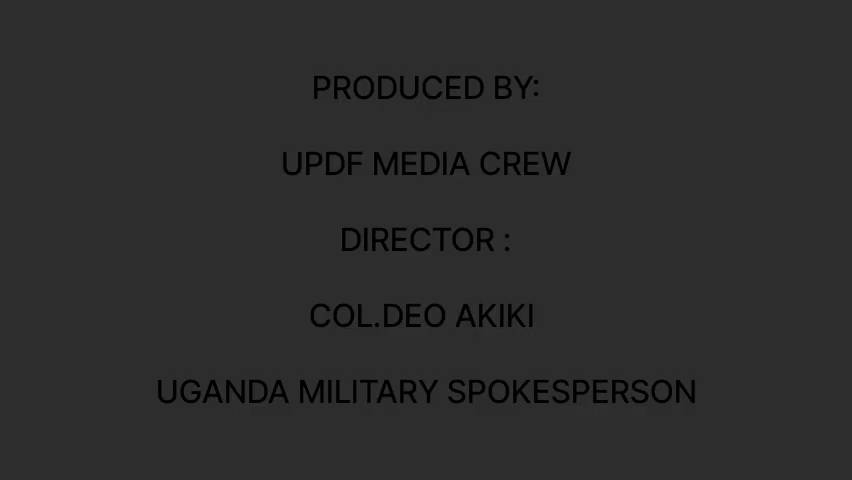 PRODUCED BY:
UPDF MEDIA CREW
DIRECTOR :
COL.DEO AKIKI
UGANDA MILITARY SPOKESPERSON